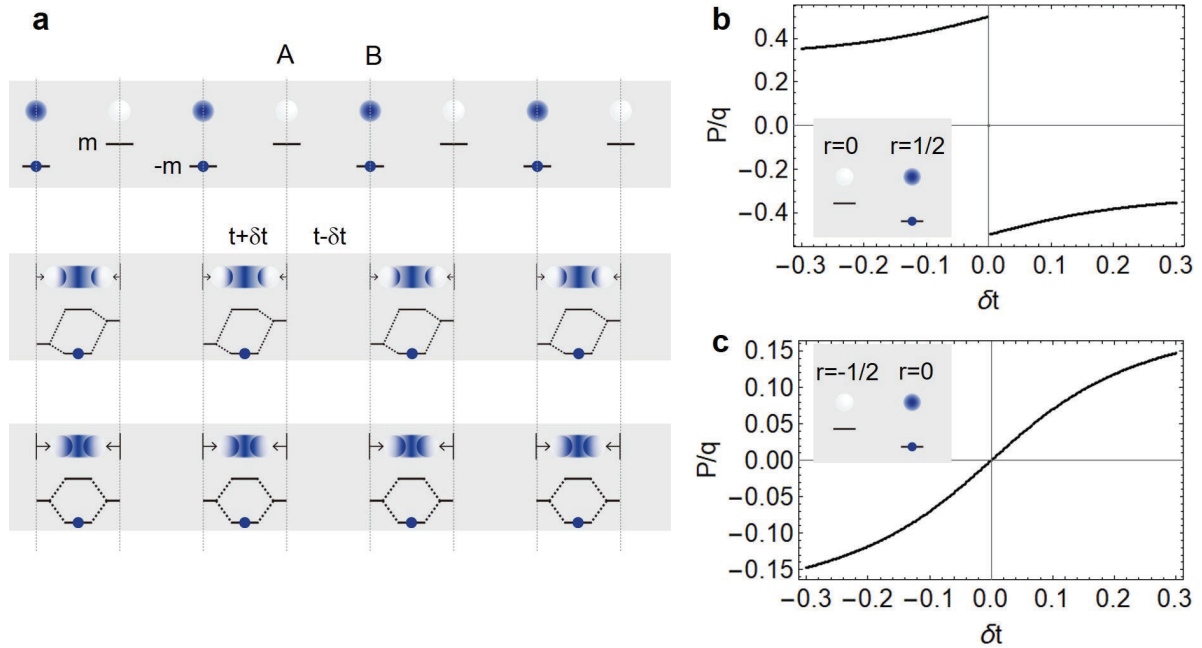 a
A B
m
-m
t+δt t-δt
b
P/q
0.4
0.2
0.0
−0.2
−0.4
r=0 r=1/2
−0.3 −0.2 −0.1 0.0 0.1 0.2 0.3
δt
c
P/q
0.15
0.10
0.05
0.00
−0.05
−0.10
−0.15
r=-1/2 r=0
−0.3 −0.2 −0.1 0.0 0.1 0.2 0.3
δt